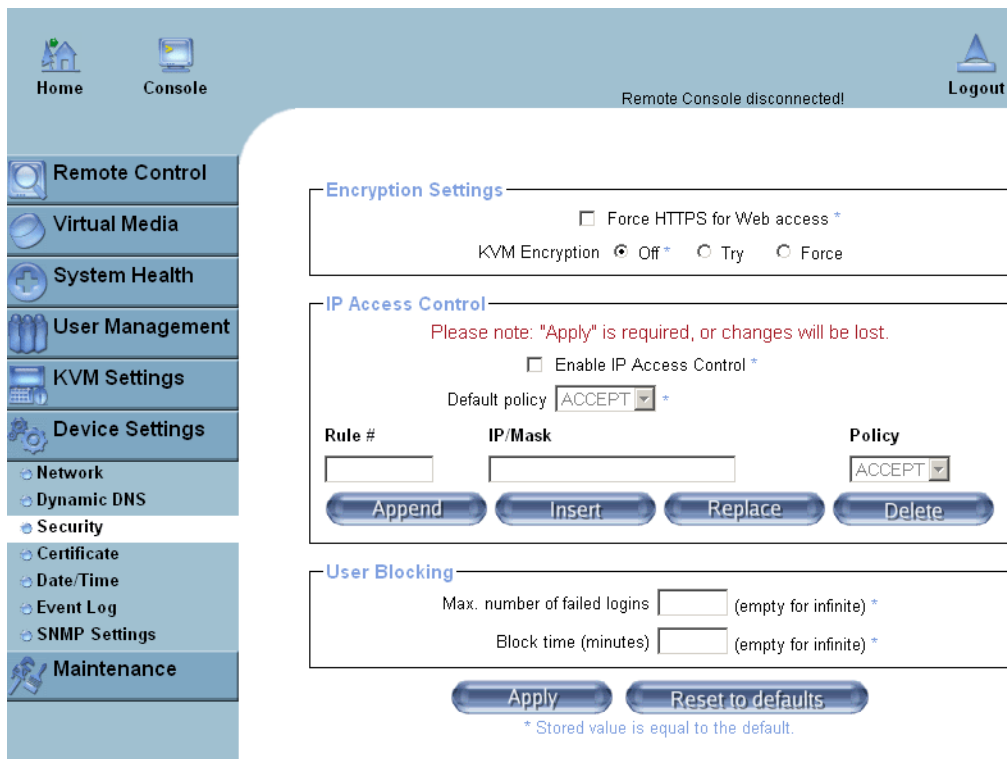 Home
Console
Remote Console disconnected!
Logout
Remote Control
Virtual Media
System Health
User Management
KVM Settings
Device Settings
Network
Dynamic DNS
Security
Certificate
Date/Time
Event Log
SNMP Settings
Maintenance
Encryption Settings
Force HTTPS for Web access *
KVM Encryption Off * Try Force
IP Access Control
Please note: "Apply" is required, or changes will be lost.
Enable IP Access Control *
Default policy ACCEPT *
Rule # IP/Mask Policy
ACCEPT
Append Insert Replace Delete
User Blocking
Max. number of failed logins (empty for infinite) *
Block time (minutes) (empty for infinite) *
Apply Reset to defaults
* Stored value is equal to the default.